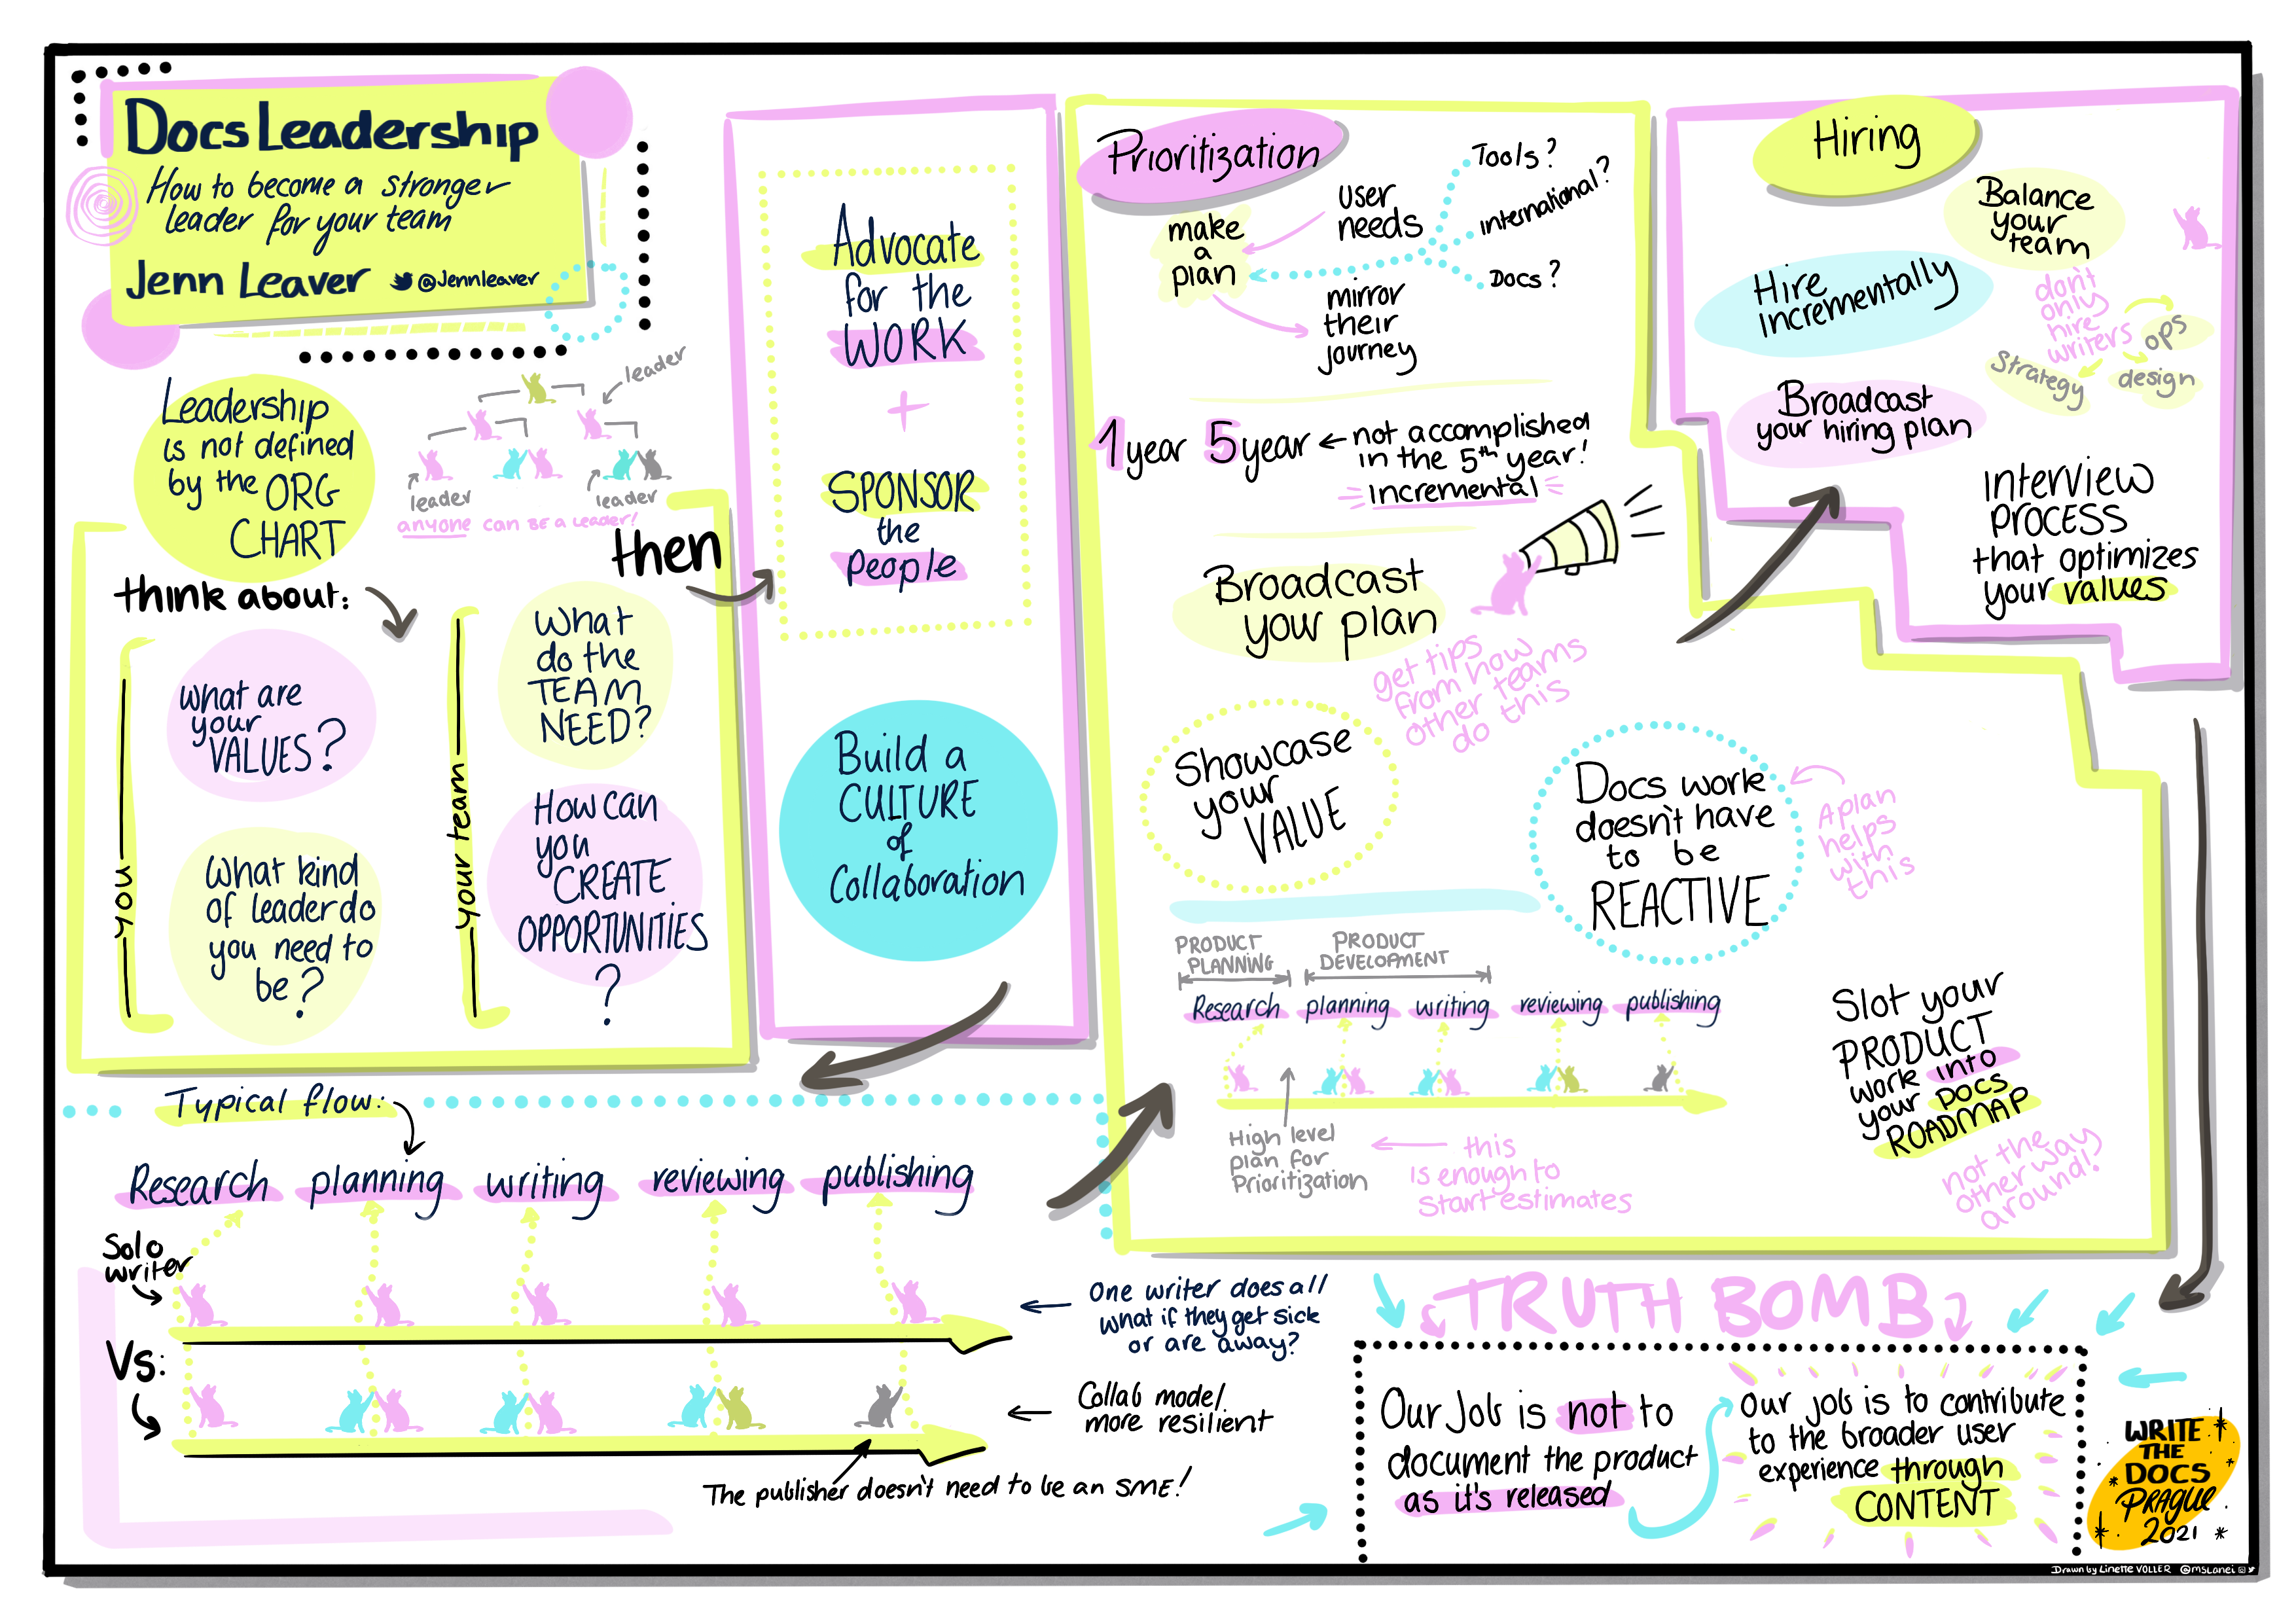 Docs Leadership
How to become a stronger
leader for your team
Jenn Leaver @Jennleaver
Leadership
is not defined
by the ORG
CHART
leader
leader
leader
anyone can BE a leader!
think about:
you
What are
your
VALUES?
What kind
of leader do
you need to
be?
your team
What
do the
TEAM
NEED?
How can
you
CREATE
OPPORTUNITIES
?
then
Advocate
for the
WORK
+
SPONSOR
the
People
Build a
CULTURE
of
Collaboration
Typical flow:
Research planning writing reviewing publishing
Solo
writer
One writer does all
what if they get sick
or are away?
Vs:
Collab model
more resilient
The publisher doesn't need to be an SME!
Prioritization
make
a
plan
user
needs
mirror
their
journey
Tools?
international?
Docs?
1 year 5 year
not accomplished
in the 5th year!
incremental
Broadcast
your plan
get tips
from how
other teams
do this
Showcase
your
VALUE
Docs work
doesn't have
to be
REACTIVE
A plan
helps
with
this
PRODUCT
PLANNING
PRODUCT
DEVELOPMENT
Research planning writing reviewing publishing
High level
plan for
Prioritization
this
is enough to
start estimates
Slot your
PRODUCT
work into
your DOCS
ROADMAP
not the
other way
around!
Hiring
Balance
your
team
Hire
incrementally
don't
only
hire
writers
ops
Strategy
design
Broadcast
your hiring plan
INTERVIEW
PROCESS
that optimizes
your values
TRUTH BOMB
Our Job is not to
document the product
as it's released
Our job is to contribute
to the broader user
experience through
CONTENT
WRITE
THE
DOCS
PRAGUE
2021
Drawn by Linette VOLLER @mslanei